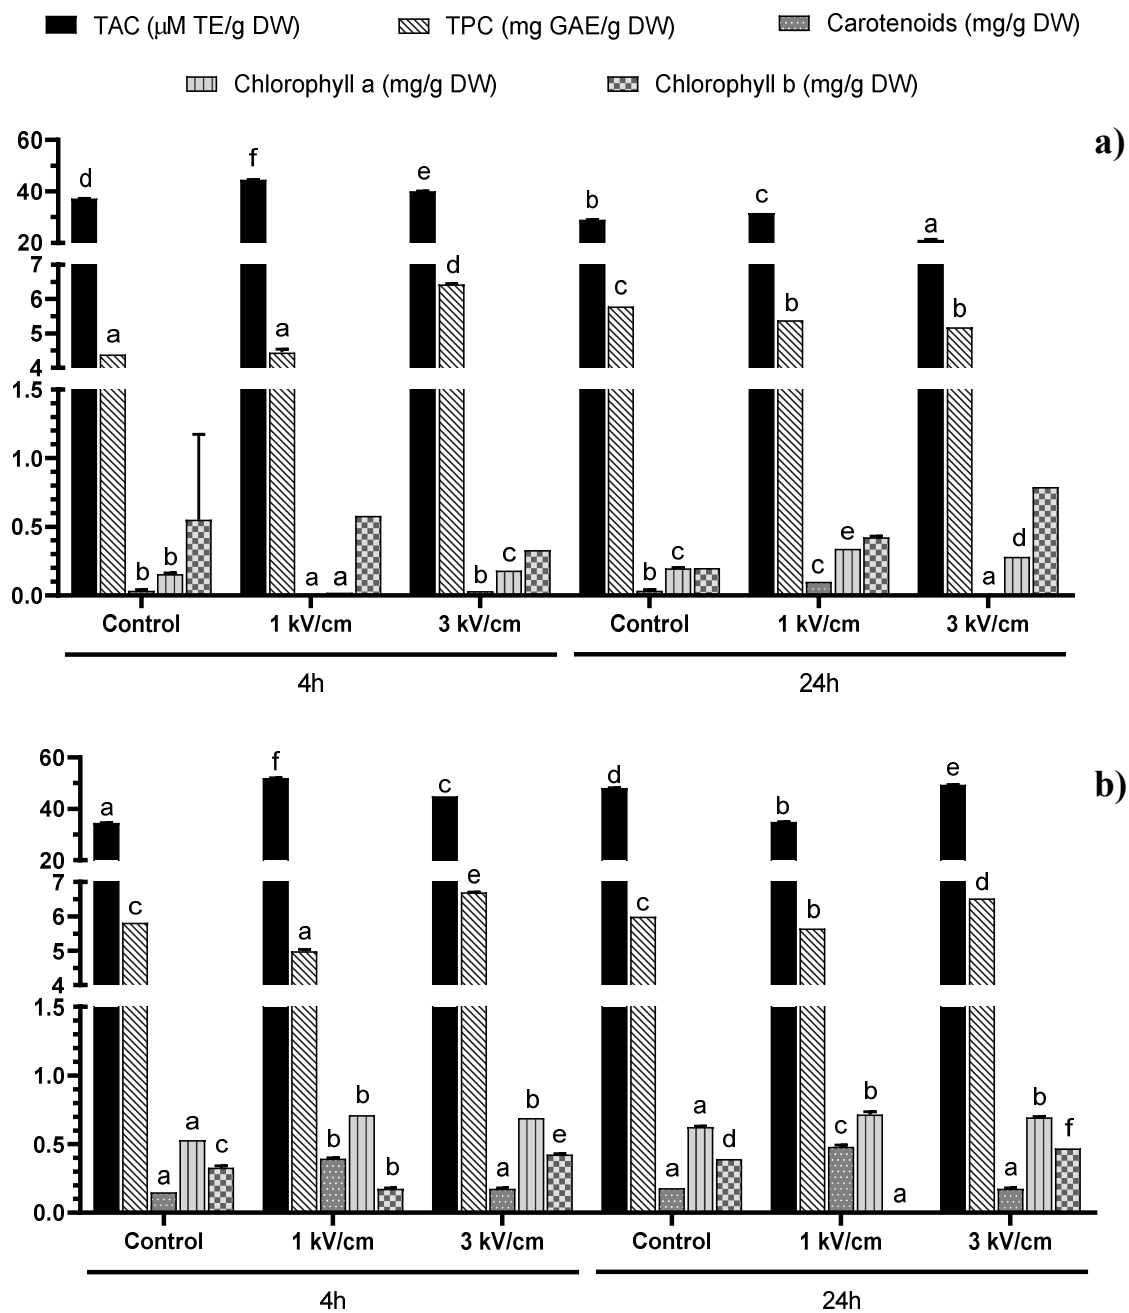 TAC (µM TE/g DW) TPC (mg GAE/g DW) Carotenoids (mg/g DW)
Chlorophyll a (mg/g DW) Chlorophyll b (mg/g DW)
a)
60
40
20
7
6
5
4
1.5
1.0
0.5
0.0
d a b b
f a a a
e d b c
b c b c
c b c e
a b a d
Control 1 kV/cm 3 kV/cm Control 1 kV/cm 3 kV/cm
4h 24h
b)
60
40
20
7
6
5
4
1.5
1.0
0.5
0.0
a c a a c
f a b b b
c e a b e
d c a a d
b b c b a
e d a b f
Control 1 kV/cm 3 kV/cm Control 1 kV/cm 3 kV/cm
4h 24h